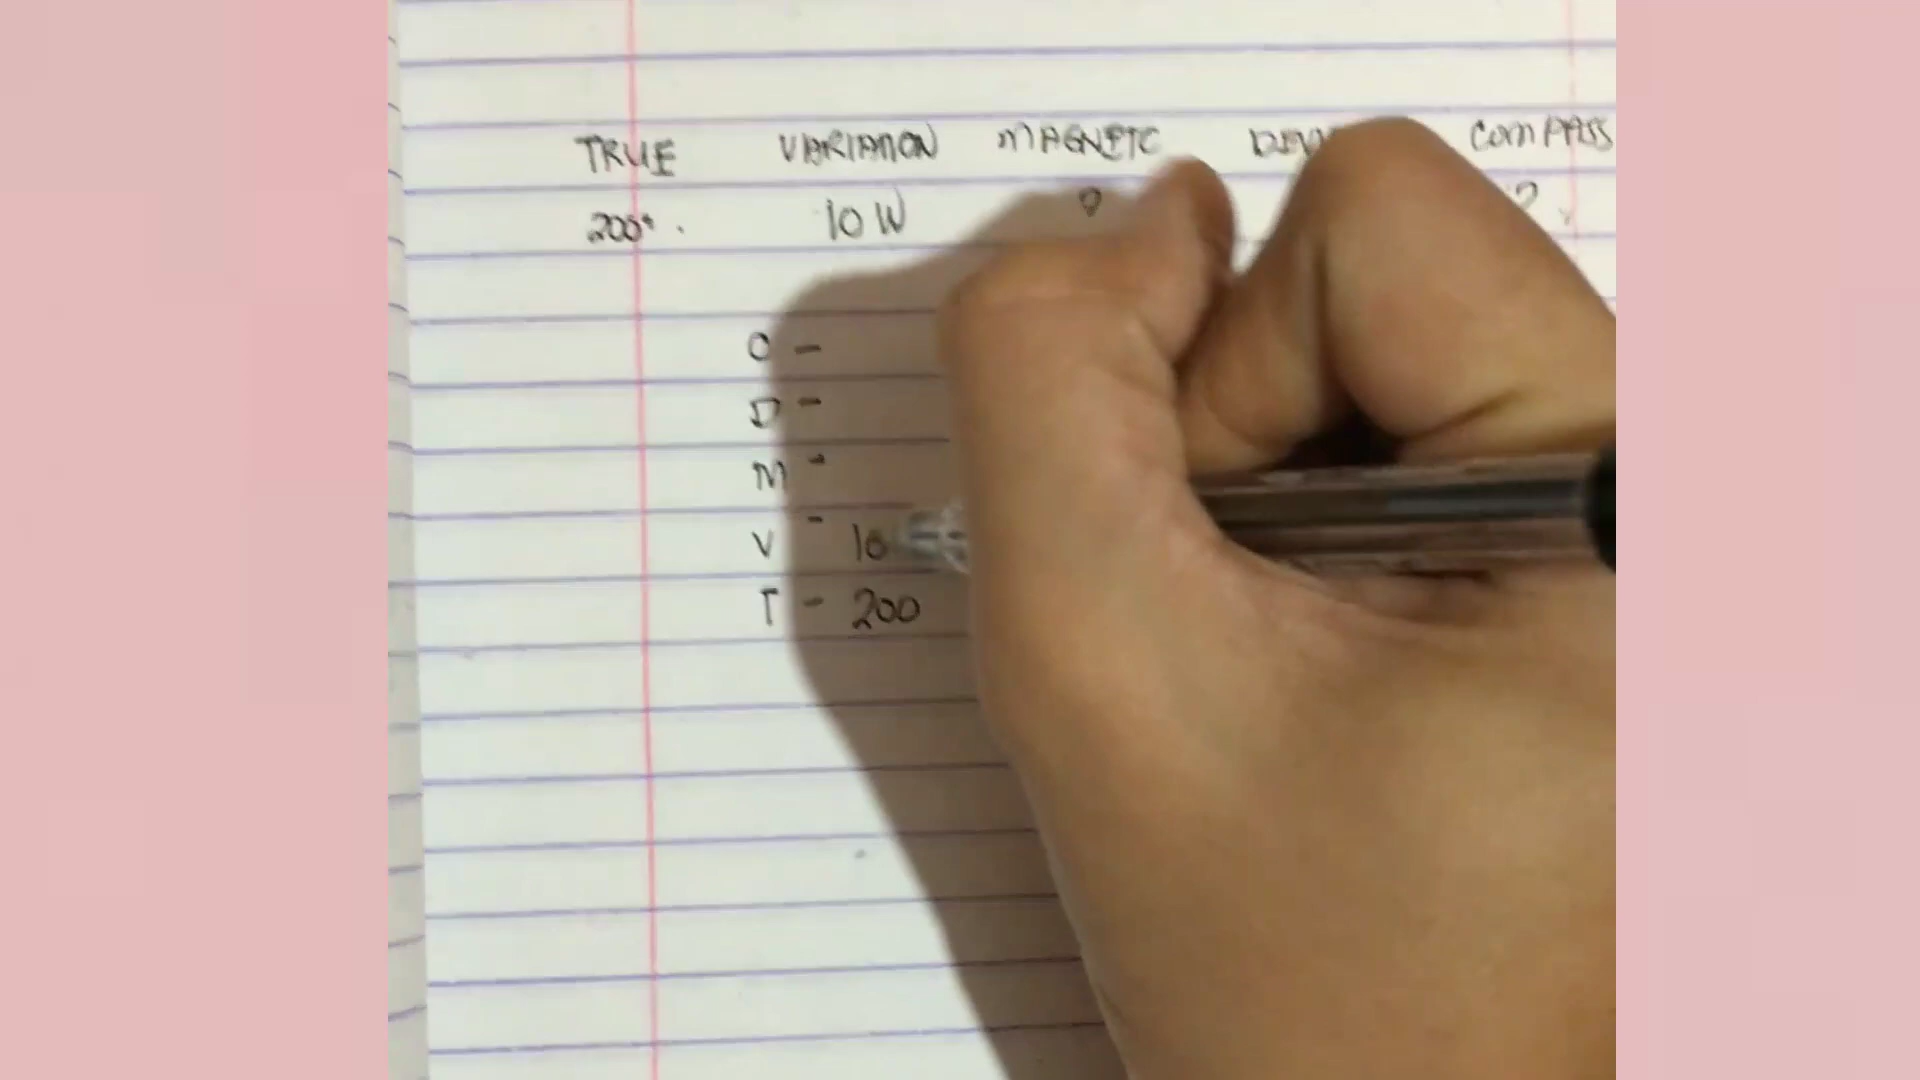 TRUE VARIATION MAGNETIC COMPASS
200° 10 W ? ?
C -
D -
M -
V - 10
T - 200